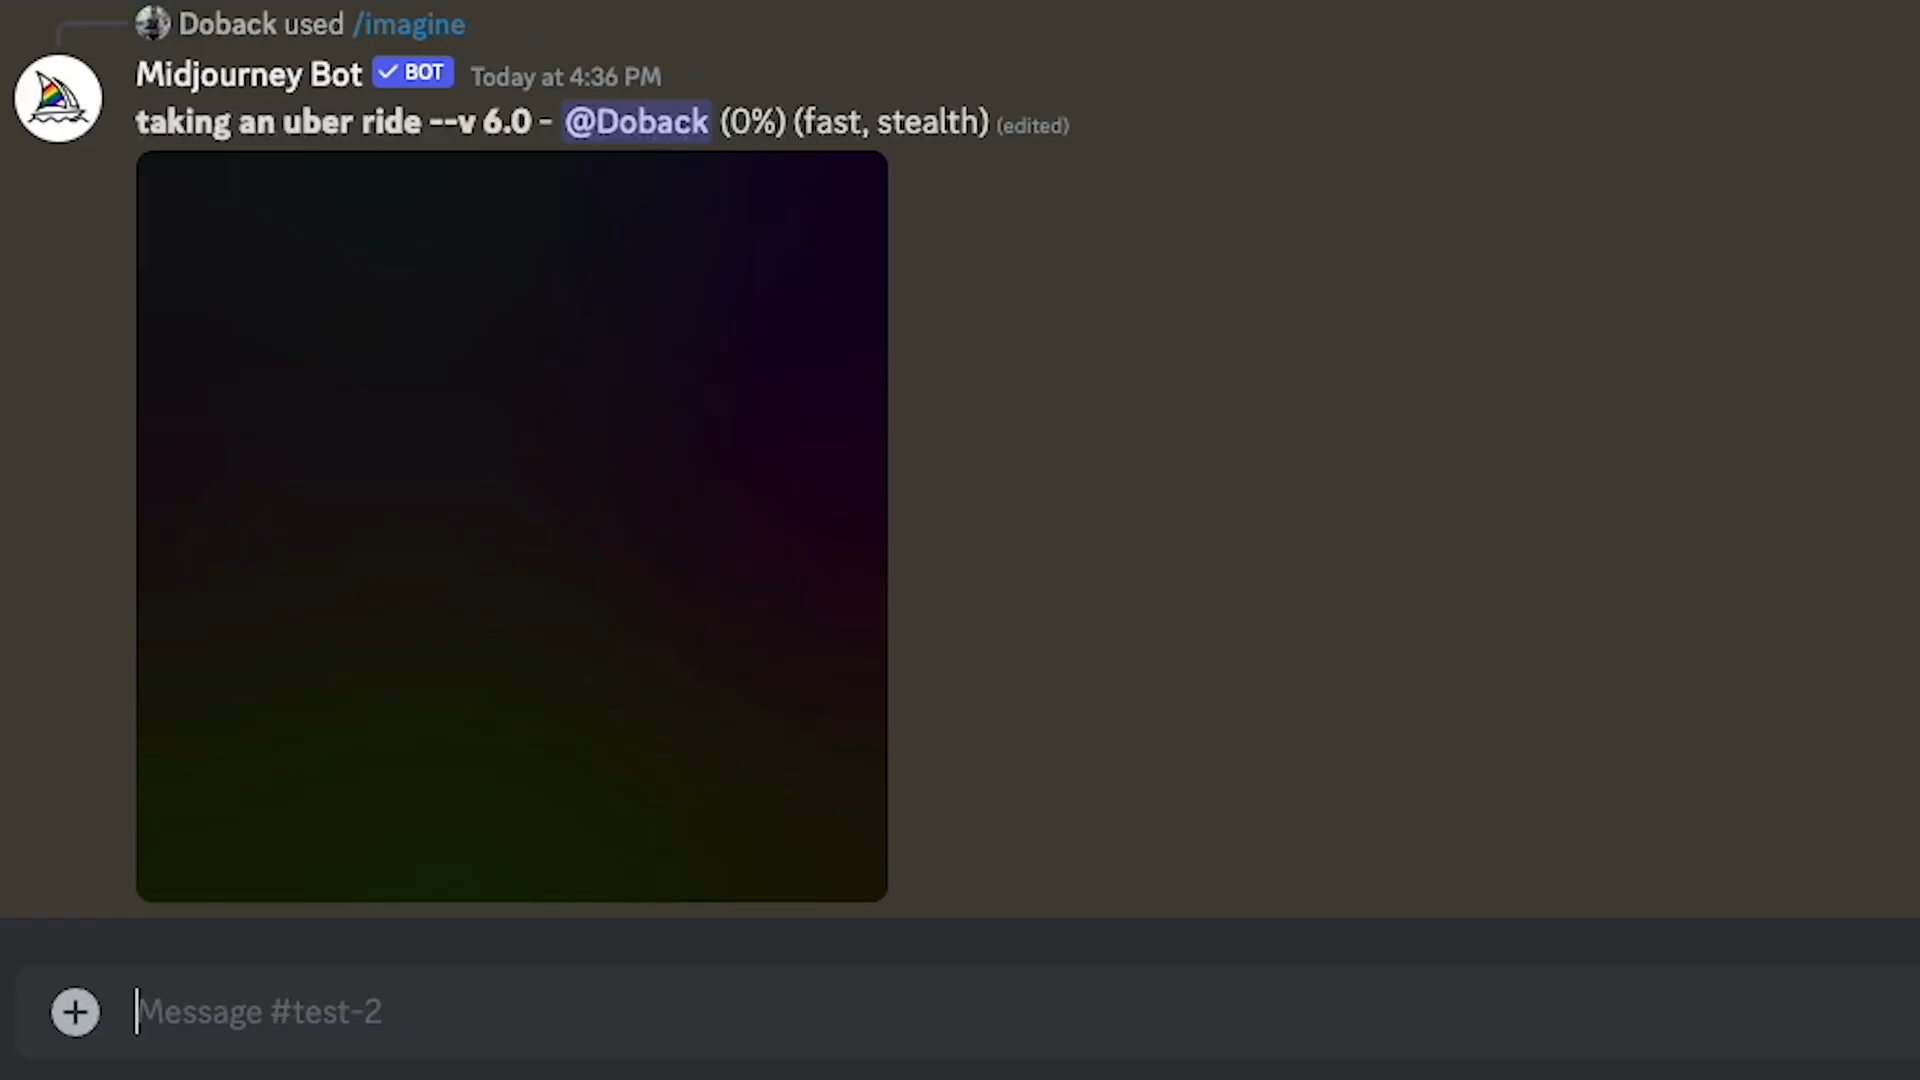 Doback used /imagine
Midjourney Bot ✓ BOT Today at 4:36 PM
taking an uber ride --v 6.0 - @Doback (0%) (fast, stealth) (edited)
Message #test-2